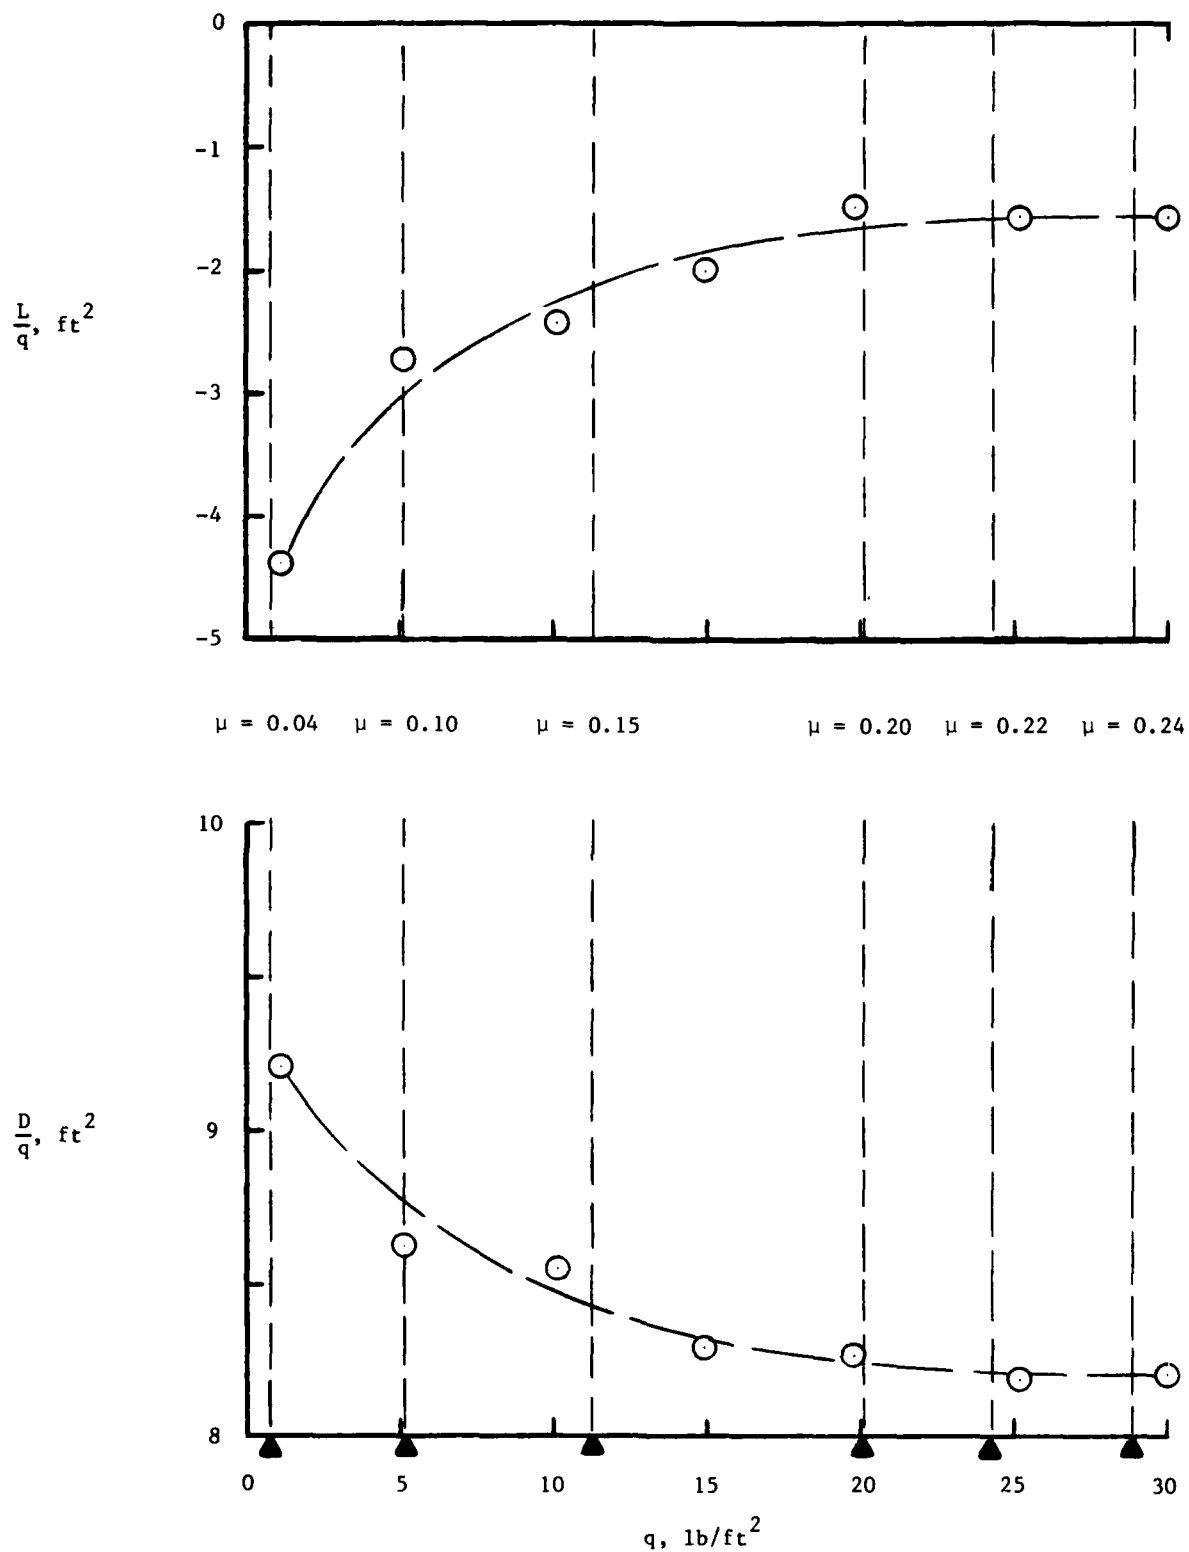 0
-1
-2
L/q, ft²
-3
-4
-5
μ = 0.04 μ = 0.10 μ = 0.15 μ = 0.20 μ = 0.22 μ = 0.24
10
9
D/q, ft²
8
0 5 10 15 20 25 30
q, lb/ft²